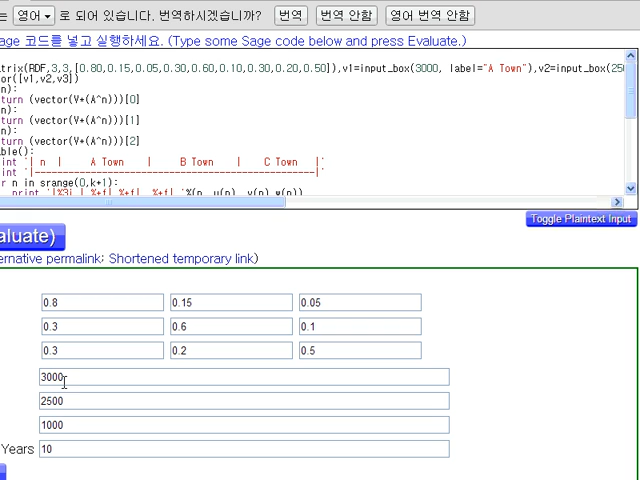 는 영어 로 되어 있습니다. 번역하시겠습니까? 번역 번역 안함 영어 번역 안함
age 코드를 넣고 실행하세요. (Type some Sage code below and press Evaluate.)
trix(RDF,3,3,[0.80,0.15,0.05,0.30,0.60,0.10,0.30,0.20,0.50]),v1=input_box(3000, label="A Town"),v2=input_box(250
or([v1,v2,v3])
n):
turn (vector(V*(A^n)))[0]
n):
turn (vector(V*(A^n)))[1]
n):
turn (vector(V*(A^n)))[2]
able():
int '| n | A Town | B Town | C Town |'
int '|------------------------------------------------|'
r n in srange(0,k+1):
print '|%3i | %+f| %+f| %+f| '%(n, u(n), v(n),w(n))
Toggle Plaintext Input
aluate)
ernative permalink; Shortened temporary link)
0.8 0.15 0.05
0.3 0.6 0.1
0.3 0.2 0.5
3000
2500
1000
Years 10